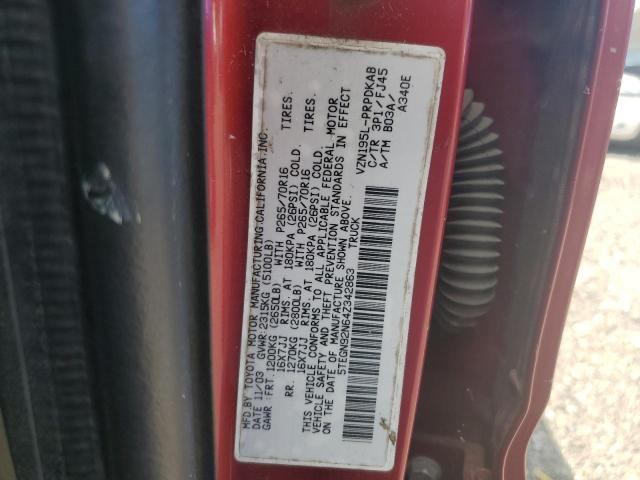 MFD.BY TOYOTA MOTOR MANUFACTURING CALIFORNIA INC.
DATE 11/03 GVWR:2315KG (5100LB)
GAWR : FRT.1200KG (2650LB) WITH P265/70R16 TIRES.
16X7JJ RIMS. AT 180KPA (26PSI) COLD.
RR. 1270KG (2800LB) WITH P265/70R16 TIRES.
16X7JJ RIMS. AT 180KPA (26PSI) COLD.
THIS VEHICLE CONFORMS TO ALL APPLICABLE FEDERAL MOTOR
VEHICLE SAFETY AND THEFT PREVENTION STANDARDS IN EFFECT
ON THE DATE OF MANUFACTURE SHOWN ABOVE.
5TEGN92N64Z342863 TRUCK
VZN195L-PRPDKAB
C/TR 3P1/FJ45
A/TM B03A/
A340E